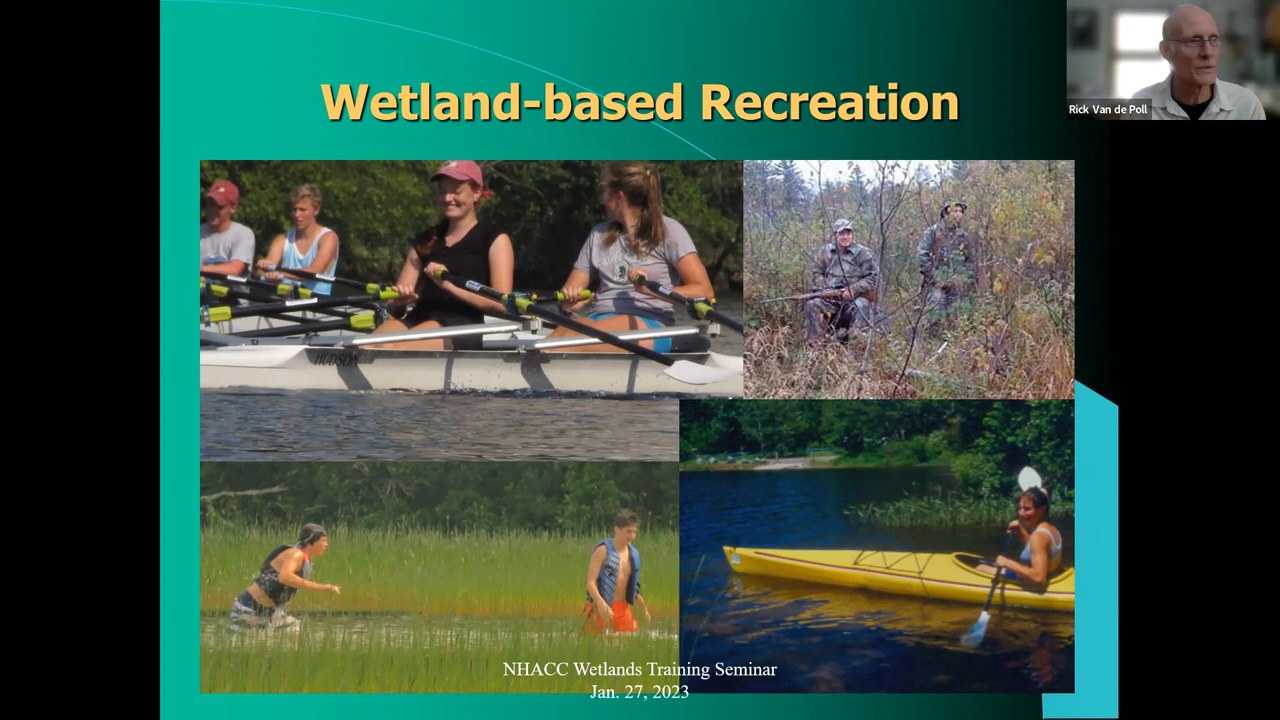 Wetland-based Recreation
Rick Van de Poll
HUDSON
NHACC Wetlands Training Seminar
Jan. 27, 2023